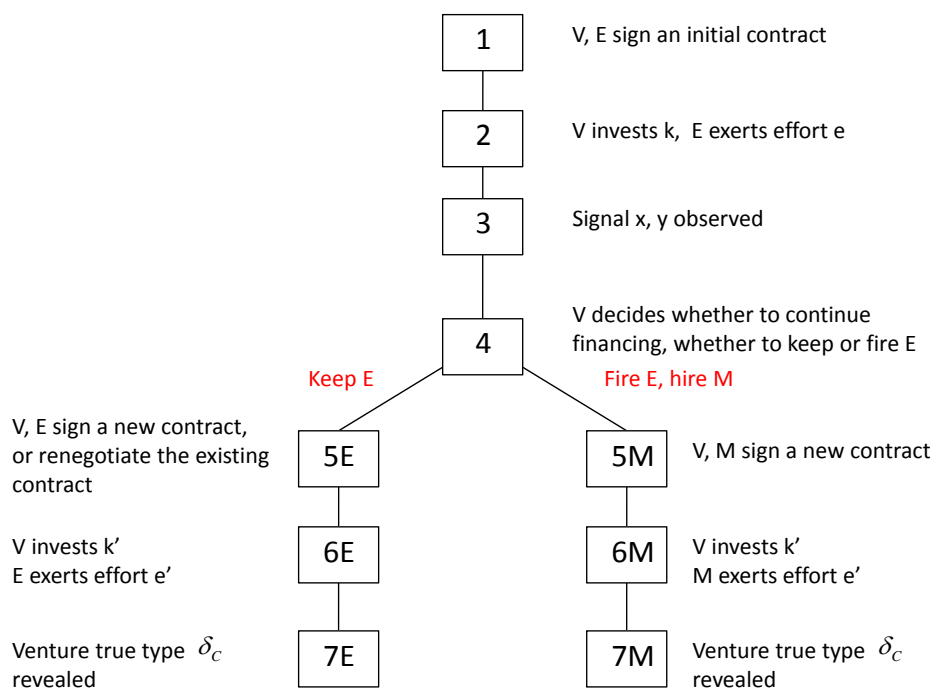 1
V, E sign an initial contract
2
V invests k, E exerts effort e
3
Signal x, y observed
4
V decides whether to continue
financing, whether to keep or fire E
Keep E
Fire E, hire M
V, E sign a new contract,
or renegotiate the existing
contract
5E
5M
V, M sign a new contract
V invests k’
E exerts effort e’
6E
6M
V invests k’
M exerts effort e’
Venture true type δ_C
revealed
7E
7M
Venture true type δ_C
revealed